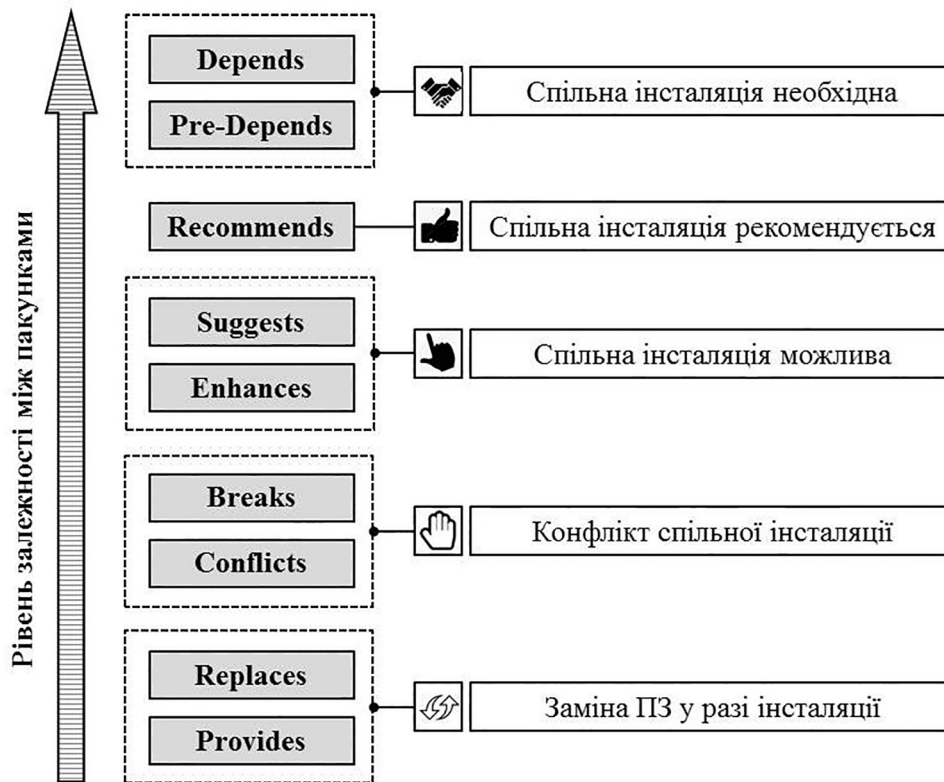 Рівень залежності між пакунками
Depends
Pre-Depends
Спільна інсталяція необхідна
Recommends
Спільна інсталяція рекомендується
Suggests
Enhances
Спільна інсталяція можлива
Breaks
Conflicts
Конфлікт спільної інсталяції
Replaces
Provides
Заміна ПЗ у разі інсталяції